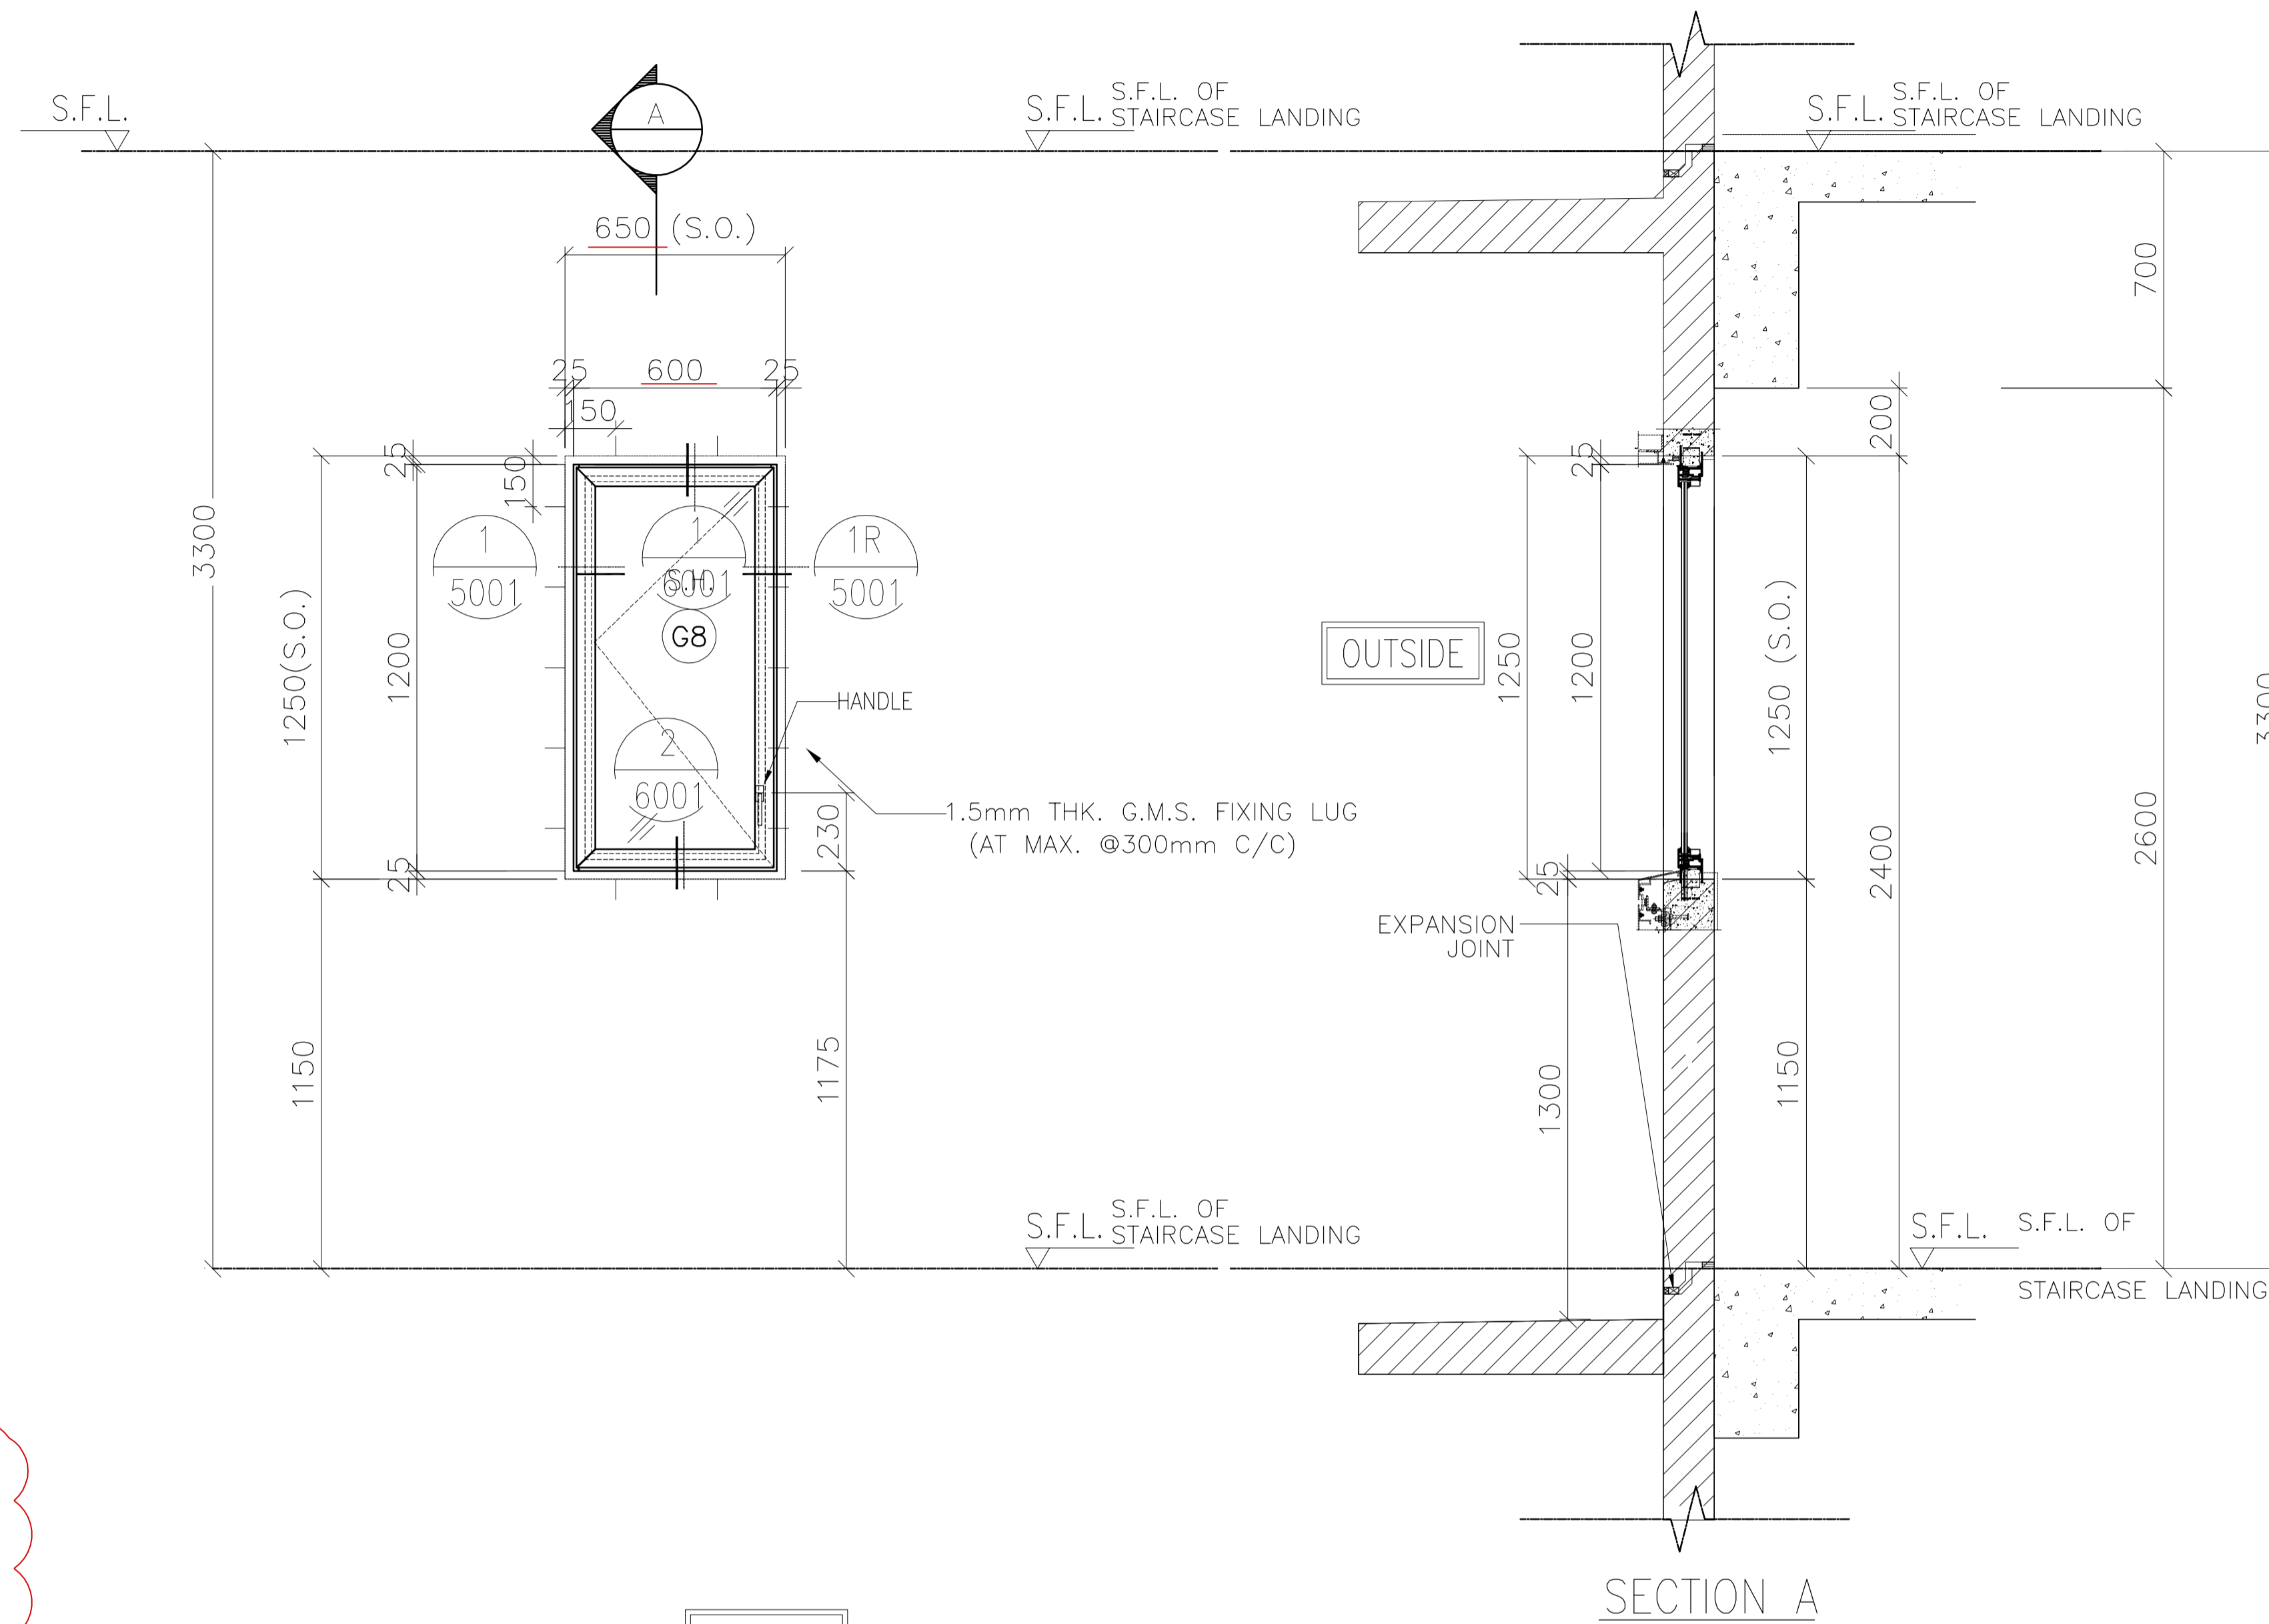 S.F.L.
A
S.F.L.
S.F.L. OF
STAIRCASE LANDING
S.F.L.
S.F.L. OF
STAIRCASE LANDING
650 (S.O.)
25
600
25
150
25
150
3300
1250(S.O.)
1200
25
1150
1
5001
1
6001
S.H.
1R
5001
G8
HANDLE
2
6001
230
1.5mm THK. G.M.S. FIXING LUG
(AT MAX. @300mm C/C)
1175
S.F.L.
S.F.L. OF
STAIRCASE LANDING
OUTSIDE
1250
25
1200
25
EXPANSION
JOINT
1300
1250 (S.O.)
1150
200
2400
700
2600
3300
S.F.L.
S.F.L. OF
STAIRCASE LANDING
SECTION A